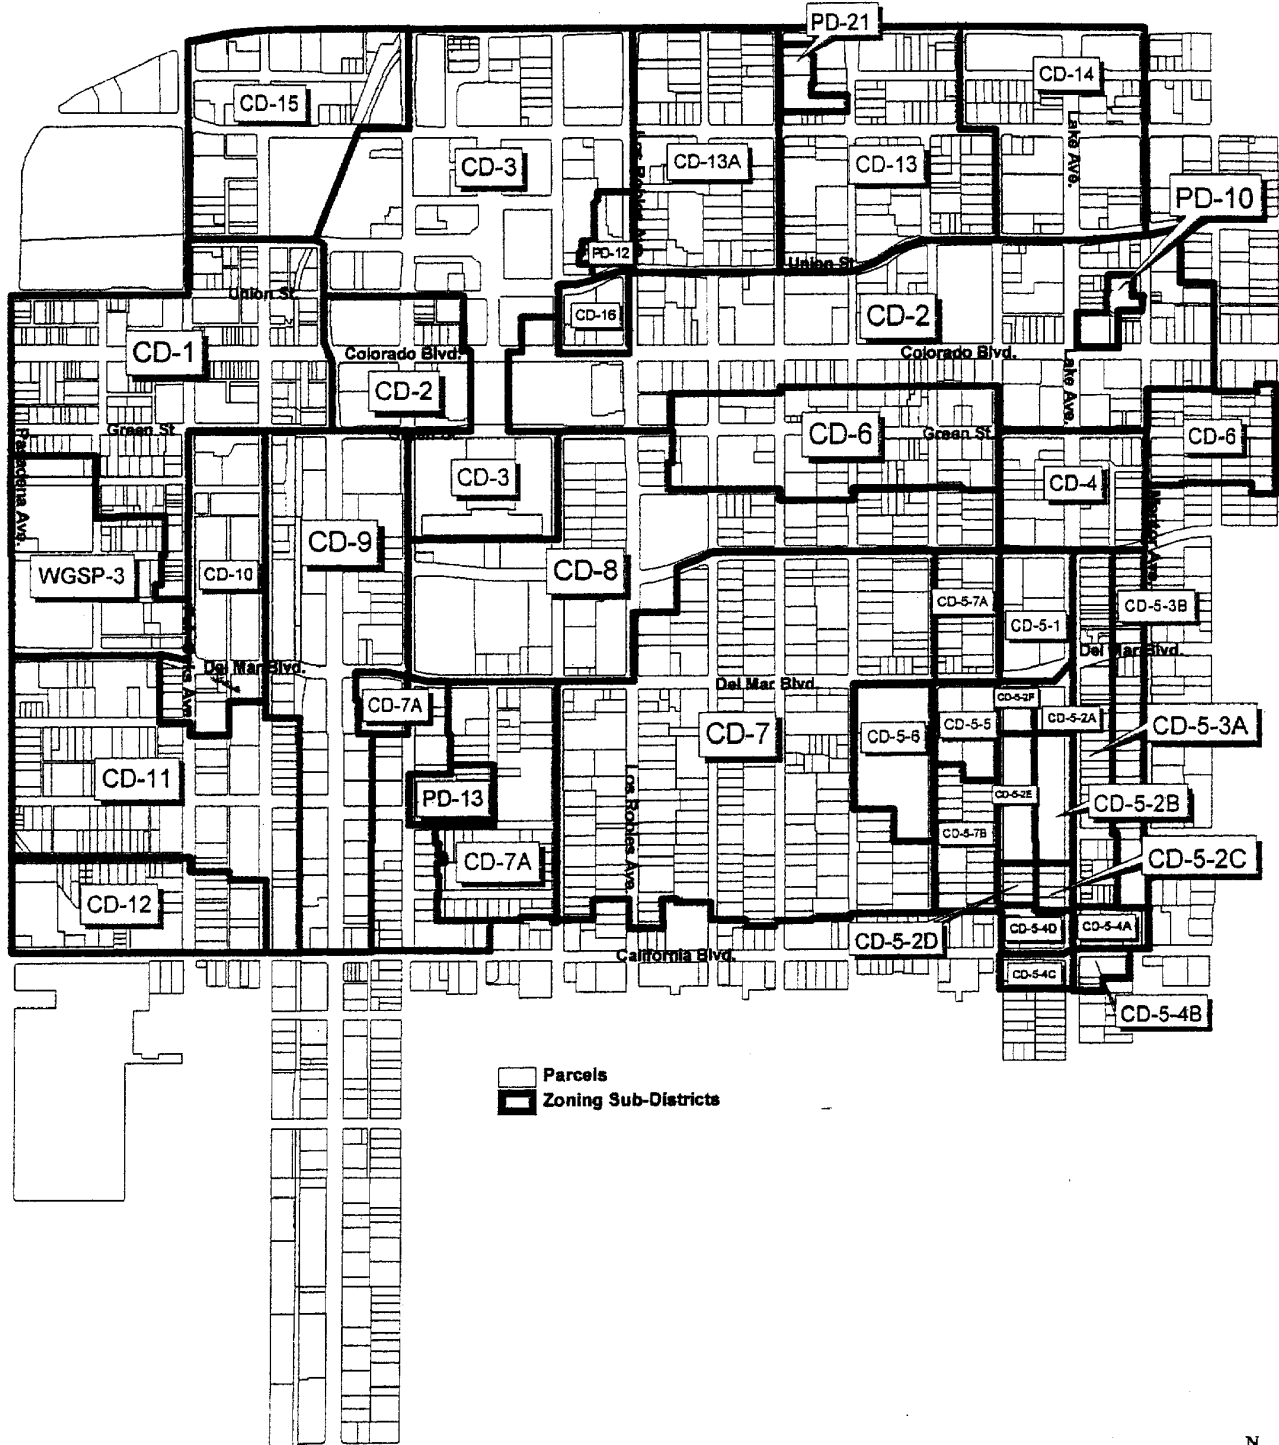 PD-21
CD-14
CD-15
Lake Ave.
CD-3
CD-13A
CD-13
PD-10
PD-12
Union St.
Union St.
CD-16
CD-2
CD-1
Colorado Blvd.
Colorado Blvd.
Lake Ave.
CD-2
Green St
CD-6
Green St.
CD-6
Pasadena Ave.
CD-3
CD-4
CD-9
Mentor Ave.
WGSP-3
CD-10
CD-8
CD-5-7A
CD-5-3B
CD-5-1
Del Mar Blvd.
Del Mar Blvd.
Del Mar Blvd.
CD-7A
CD-5-2F
CD-5-2A
CD-5-5
CD-5-3A
CD-5-6
CD-7
CD-11
PD-13
CD-5-2E
CD-5-2B
Los Robles Ave.
CD-5-7B
CD-7A
CD-5-2C
CD-12
CD-5-2D
CD-5-4D
CD-5-4A
California Blvd.
CD-5-4C
CD-5-4B
Parcels
Zoning Sub-Districts
N